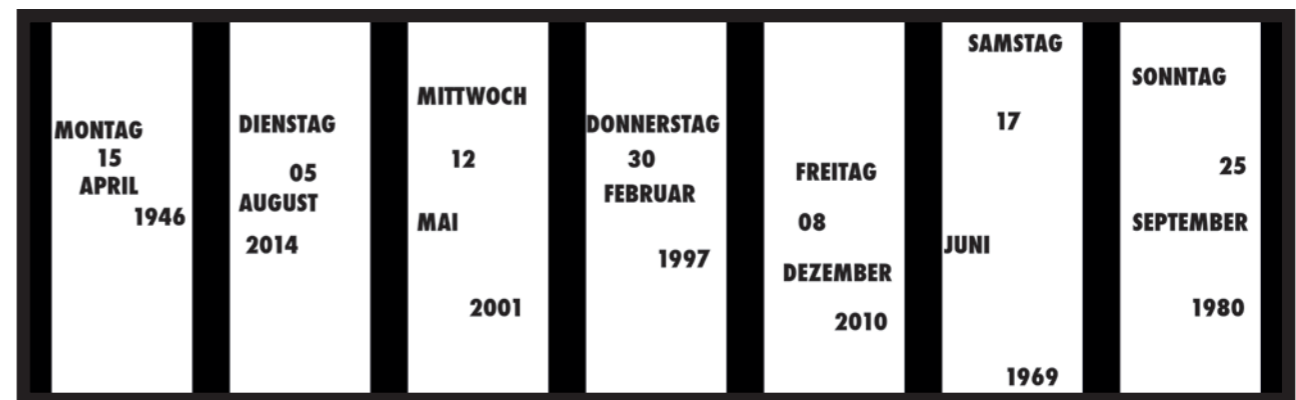 MONTAG
15
APRIL
1946
DIENSTAG
05
AUGUST
2014
MITTWOCH
12
MAI
2001
DONNERSTAG
30
FEBRUAR
1997
FREITAG
08
DEZEMBER
2010
SAMSTAG
17
JUNI
1969
SONNTAG
25
SEPTEMBER
1980